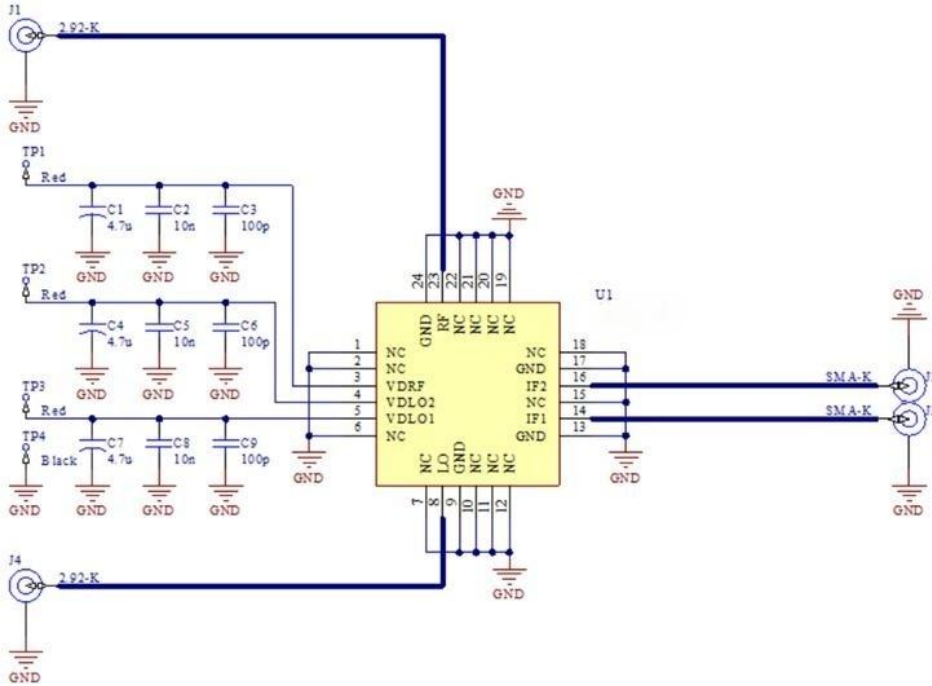 J1
2.92-K
GND
TP1
Red
C1
4.7u
C2
10n
C3
100p
GND
GND
GND
TP2
Red
C4
4.7u
C5
10n
C6
100p
GND
GND
GND
TP3
Red
TP4
Black
C7
4.7u
C8
10n
C9
100p
GND
GND
GND
GND
J4
2.92-K
GND
GND
24
23
22
21
20
19
U1
GND
RF
NC
NC
NC
NC
1
NC
2
NC
3
VDRF
4
VDLO2
5
VDLO1
6
NC
GND
NC
18
GND
17
IF2
16
NC
15
IF1
14
GND
13
GND
NC
LO
GND
NC
NC
NC
7
8
9
10
11
12
GND
GND
SMA-K
SMA-K
GND